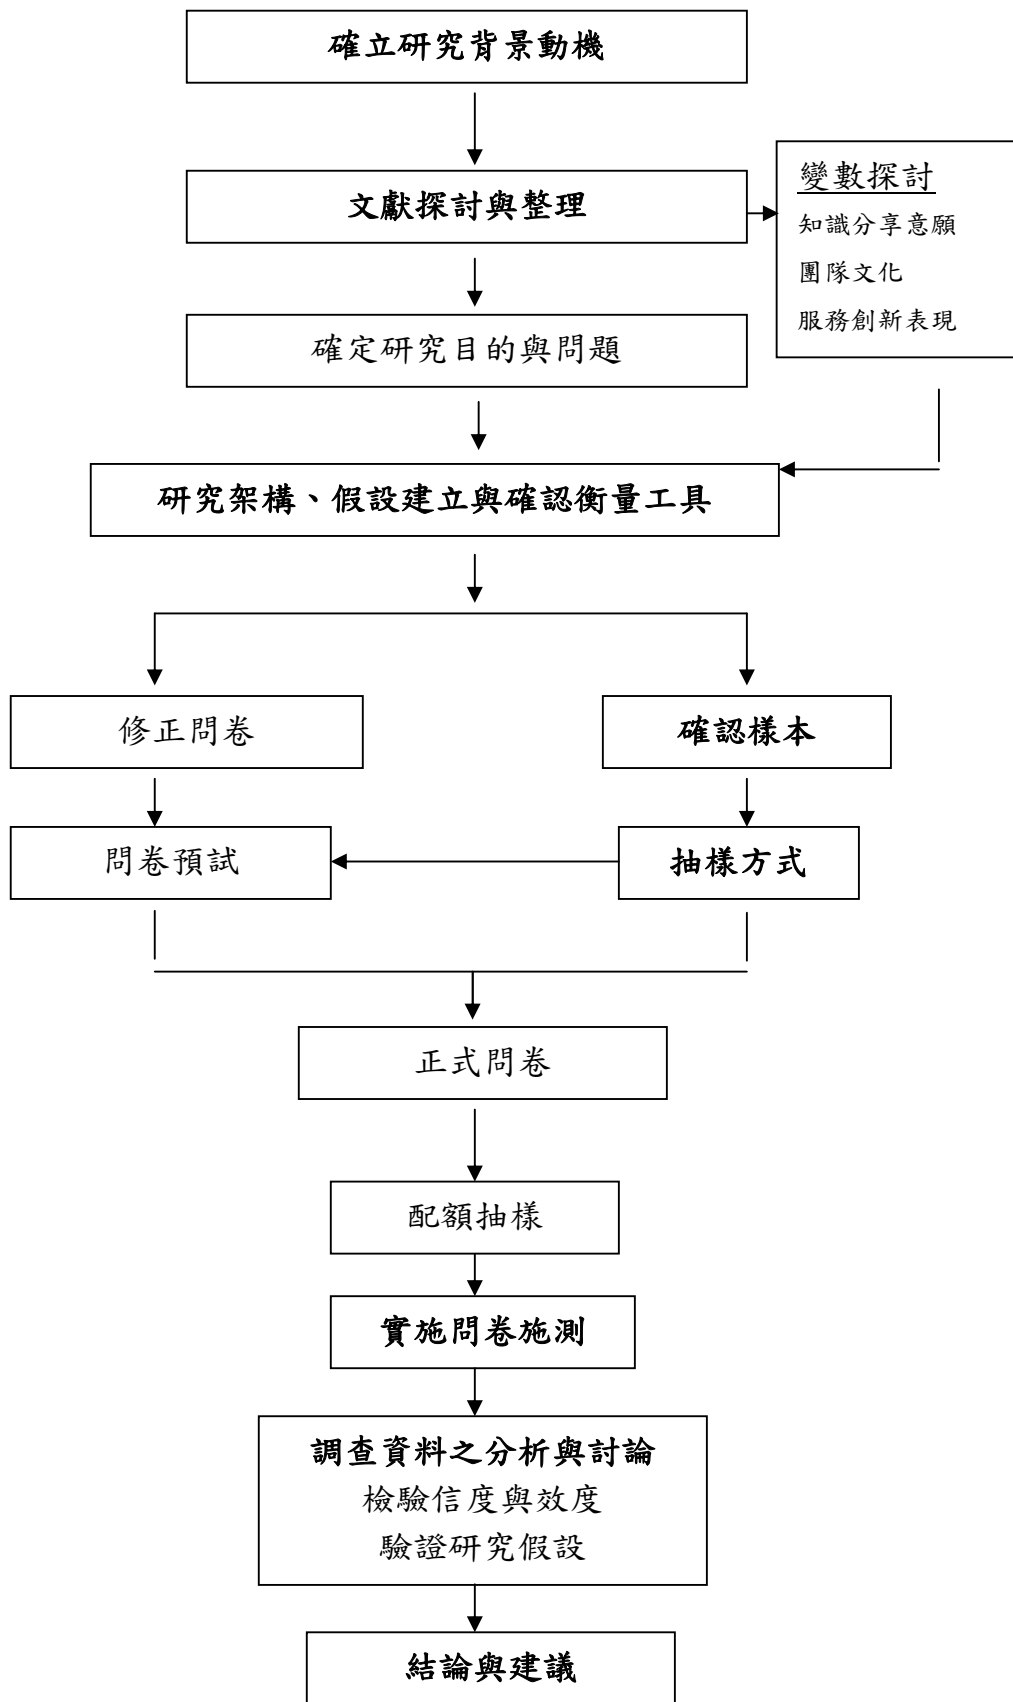 確立研究背景動機
文獻探討與整理
變數探討
知識分享意願
團隊文化
服務創新表現
確定研究目的與問題
研究架構、假設建立與確認衡量工具
修正問卷
確認樣本
問卷預試
抽樣方式
正式問卷
配額抽樣
實施問卷施測
調查資料之分析與討論
檢驗信度與效度
驗證研究假設
結論與建議